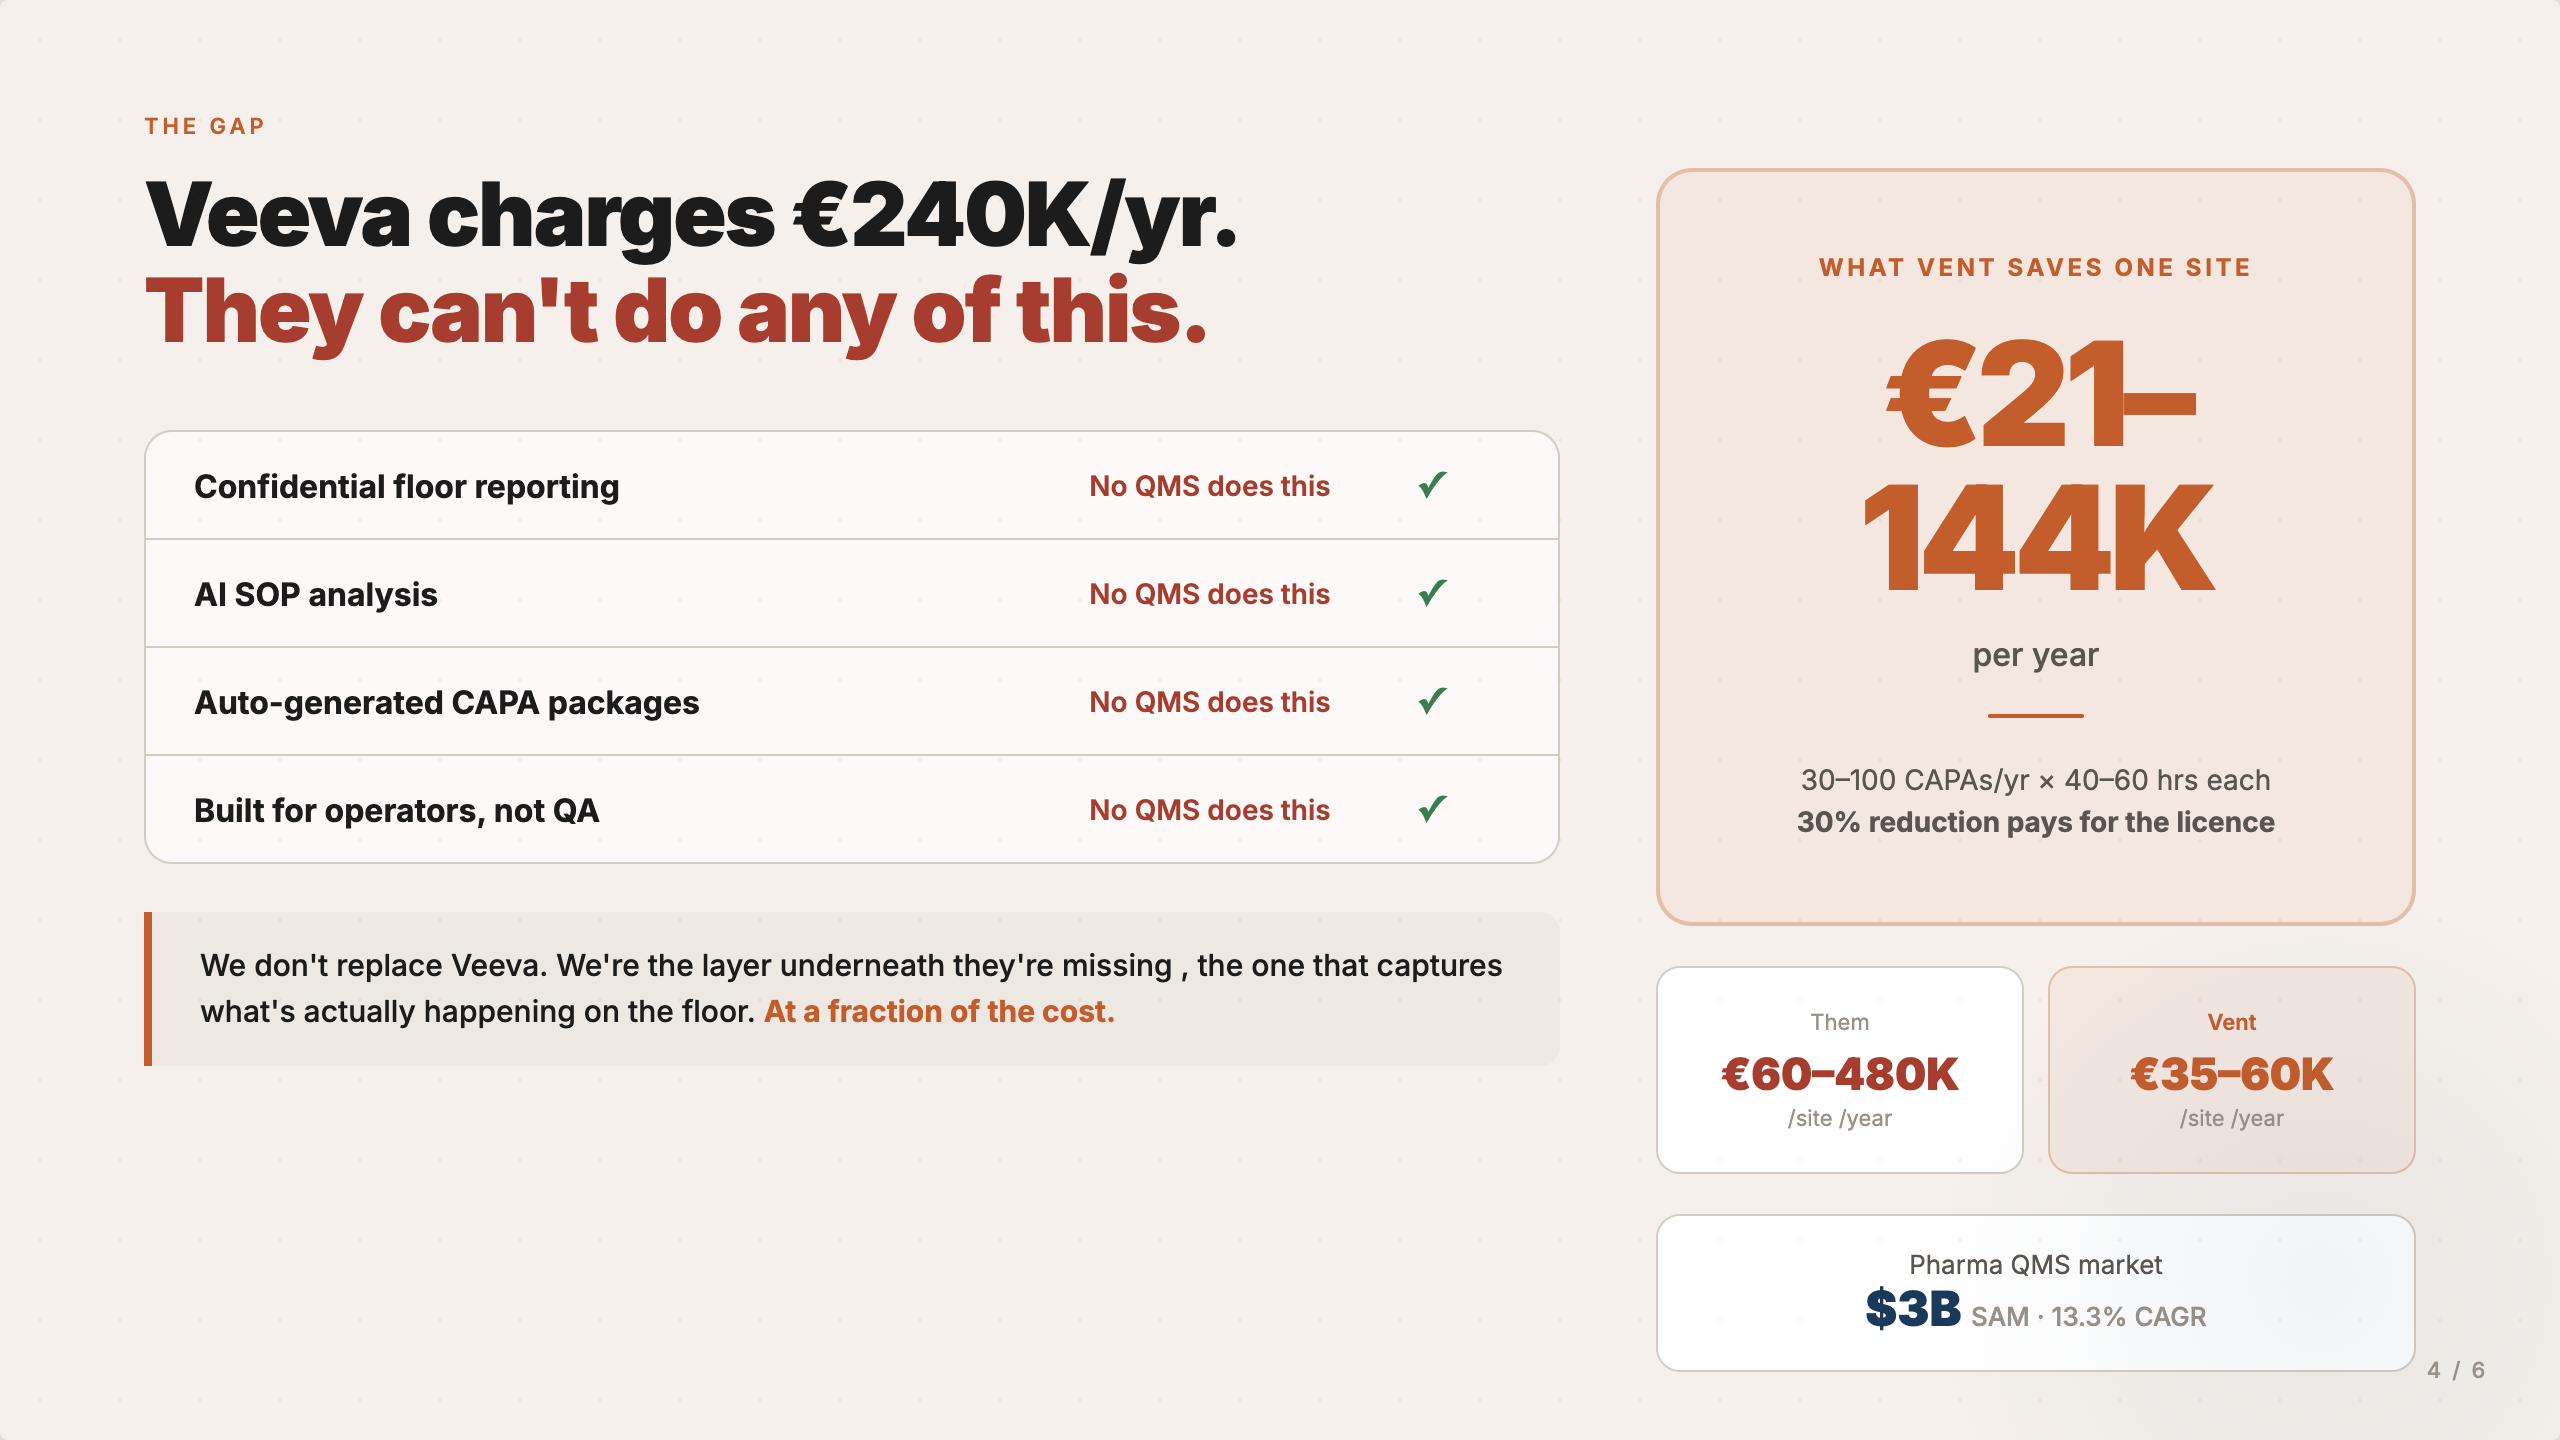 THE GAP
Veeva charges €240K/yr.
They can't do any of this.
Confidential floor reporting No QMS does this ✓
AI SOP analysis No QMS does this ✓
Auto-generated CAPA packages No QMS does this ✓
Built for operators, not QA No QMS does this ✓
We don't replace Veeva. We're the layer underneath they're missing , the one that captures
what's actually happening on the floor. At a fraction of the cost.
WHAT VENT SAVES ONE SITE
€21–
144K
per year
30–100 CAPAs/yr × 40–60 hrs each
30% reduction pays for the licence
Them
€60–480K
/site /year
Vent
€35–60K
/site /year
Pharma QMS market
$3B SAM · 13.3% CAGR
4 / 6